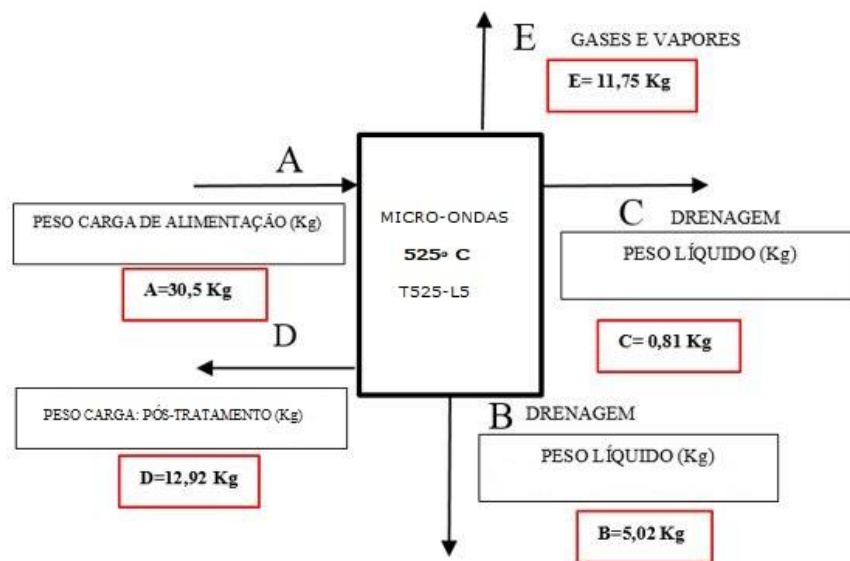 E GASES E VAPORES
E= 11,75 Kg
A
PESO CARGA DE ALIMENTAÇÃO (Kg)
A=30,5 Kg
MICRO-ONDAS
525º C
T525-L5
C DRENAGEM
PESO LÍQUIDO (Kg)
C= 0,81 Kg
D
PESO CARGA: PÓS-TRATAMENTO (Kg)
D=12,92 Kg
B DRENAGEM
PESO LÍQUIDO (Kg)
B=5,02 Kg